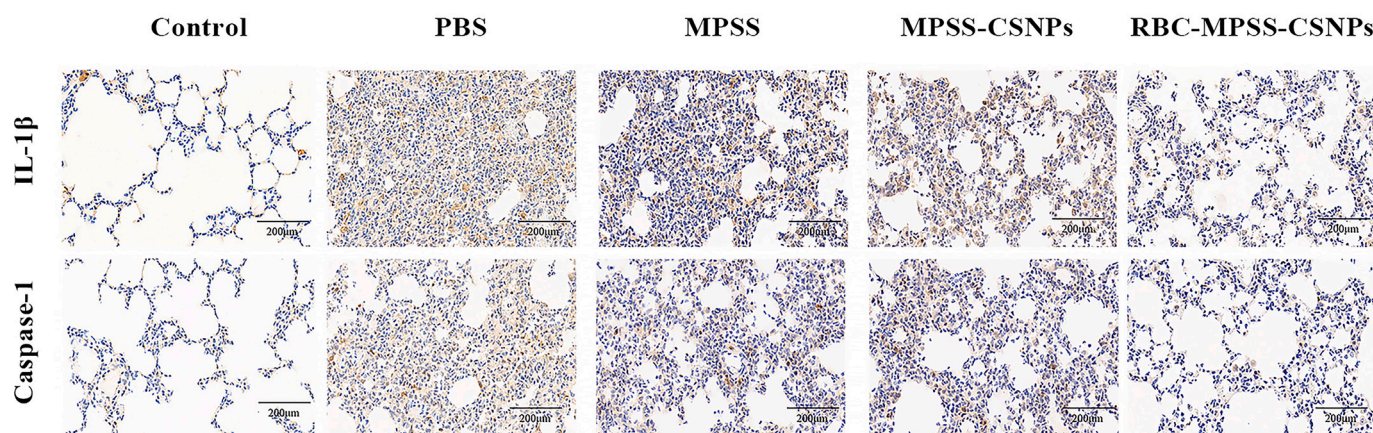 Control PBS MPSS MPSS-CSNPs RBC-MPSS-CSNPs
IL-1β
200μm 200μm 200μm 200μm 200μm
Caspase-1
200μm 200μm 200μm 200μm 200μm